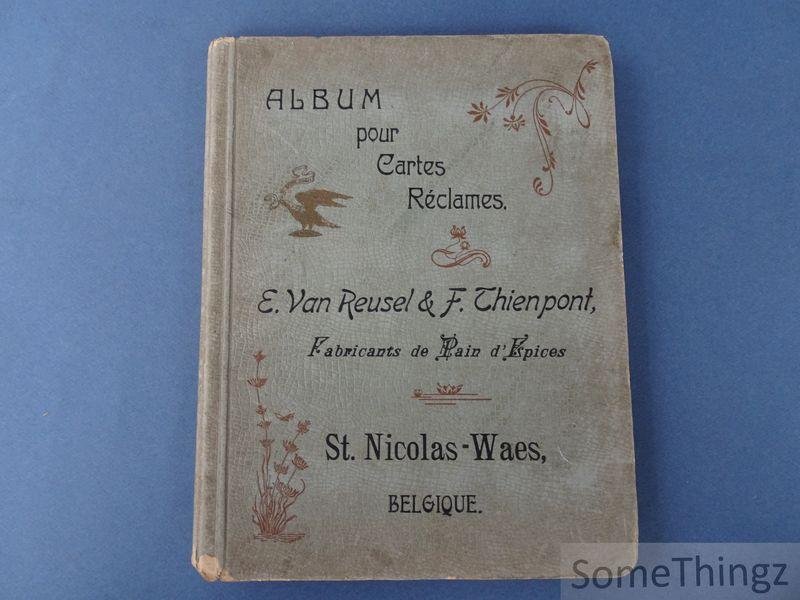 ALBUM
pour
Cartes
Réclames.
E. Van Reusel & F. Thienpont,
Fabricants de Pain d'Epices
St. Nicolas-Waes,
BELGIQUE.
SomeThingz